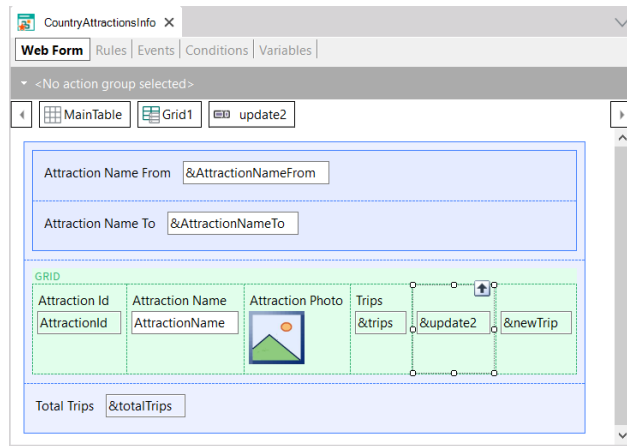 CountryAttractionsInfo
Web Form Rules Events Conditions Variables
<No action group selected>
MainTable Grid1 update2
Attraction Name From &AttractionNameFrom
Attraction Name To &AttractionNameTo
GRID
Attraction Id Attraction Name Attraction Photo Trips
AttractionId AttractionName &trips &update2 &newTrip
Total Trips &totalTrips